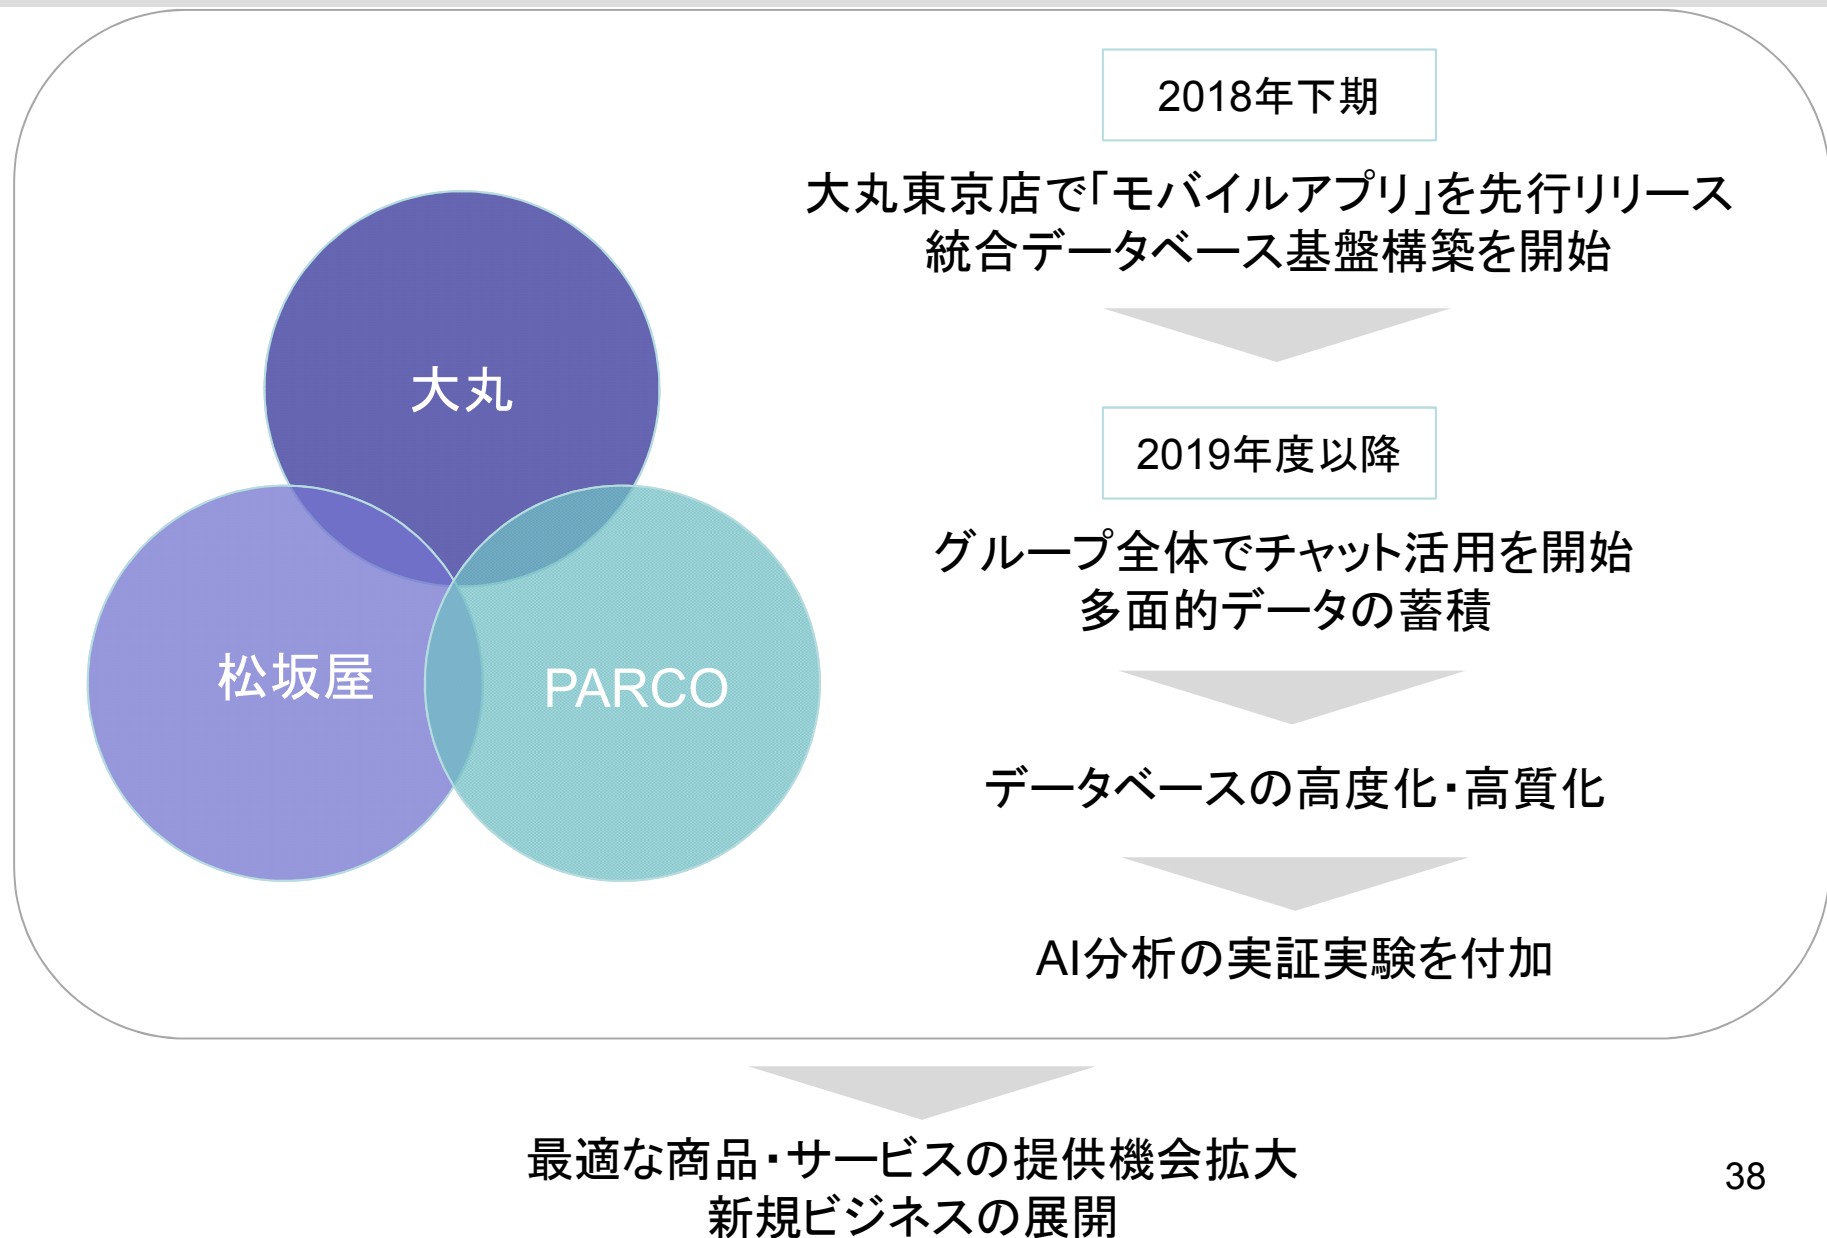 大丸
松坂屋
PARCO
2018年下期
大丸東京店で「モバイルアプリ」を先行リリース
統合データベース基盤構築を開始
2019年度以降
グループ全体でチャット活用を開始
多面的データの蓄積
データベースの高度化・高質化
AI分析の実証実験を付加
最適な商品・サービスの提供機会拡大
新規ビジネスの展開
38